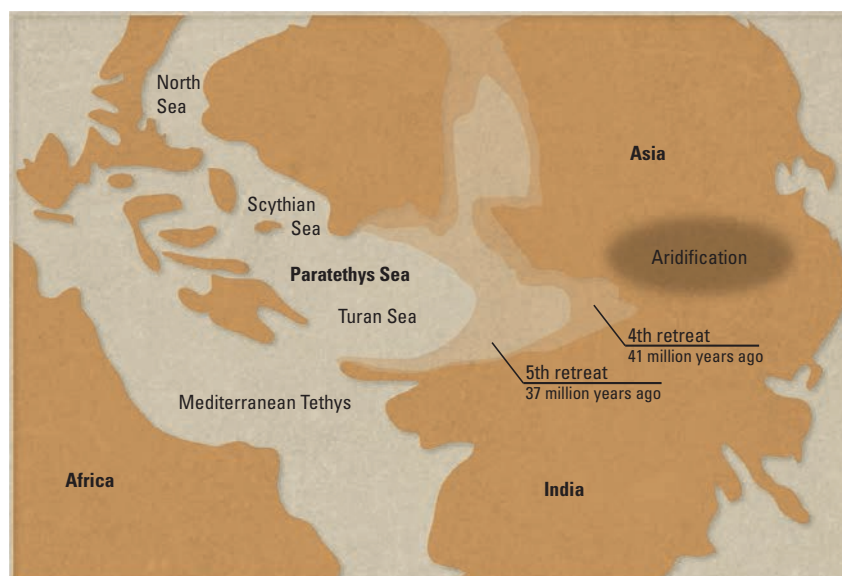 North
Sea
Asia
Scythian
Sea
Aridification
Paratethys Sea
Turan Sea
4th retreat
41 million years ago
5th retreat
37 million years ago
Mediterranean Tethys
Africa
India